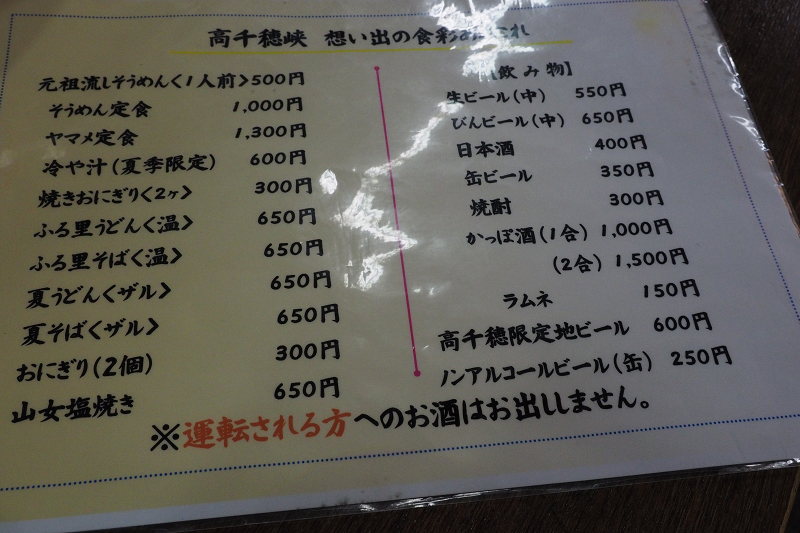 高千穂峡 想い出の食彩
元祖流しそうめん<1人前>500円
そうめん定食 1,000円
ヤマメ定食 1,300円
冷や汁(夏季限定) 600円
焼きおにぎり<2ヶ> 300円
ふる里うどん<温> 650円
ふる里そば<温> 650円
夏うどん<ザル> 650円
夏そば<ザル> 650円
おにぎり(2個) 300円
山女塩焼き 650円
【飲み物】
生ビール(中) 550円
びんビール(中) 650円
日本酒 400円
缶ビール 350円
焼酎 300円
かっぽ酒(1合) 1,000円
(2合) 1,500円
ラムネ 150円
高千穂限定地ビール 600円
ノンアルコールビール(缶) 250円
※運転される方へのお酒はお出ししません。